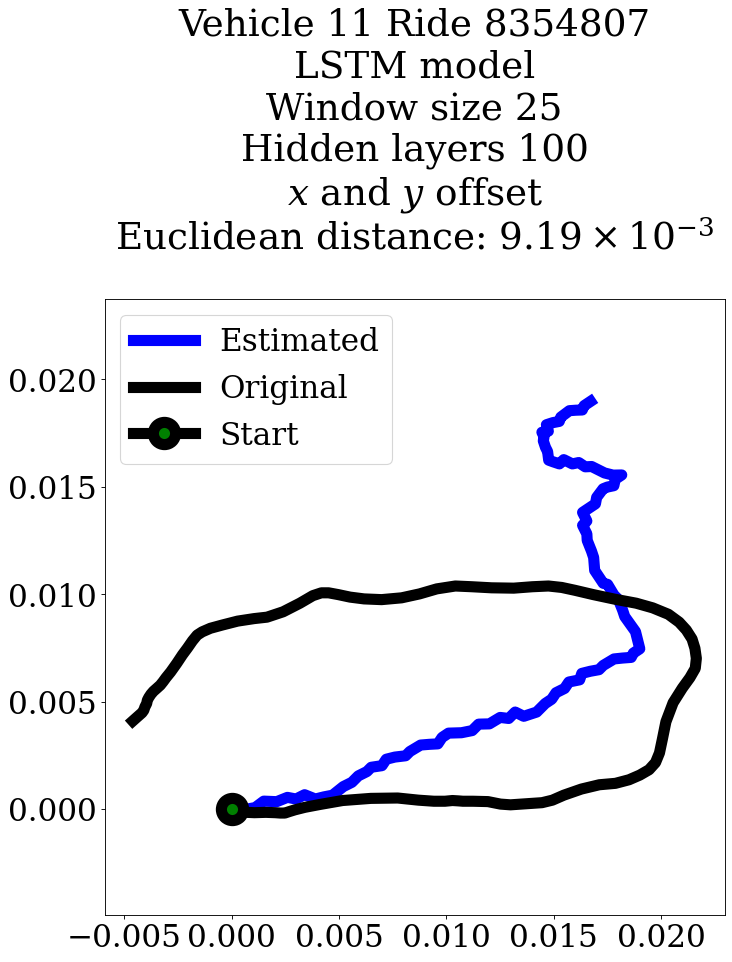 Vehicle 11 Ride 8354807
LSTM model
Window size 25
Hidden layers 100
x and y offset
Euclidean distance: 9.19 × 10⁻³
Estimated
Original
Start
0.020
0.015
0.010
0.005
0.000
−0.005 0.000 0.005 0.010 0.015 0.020